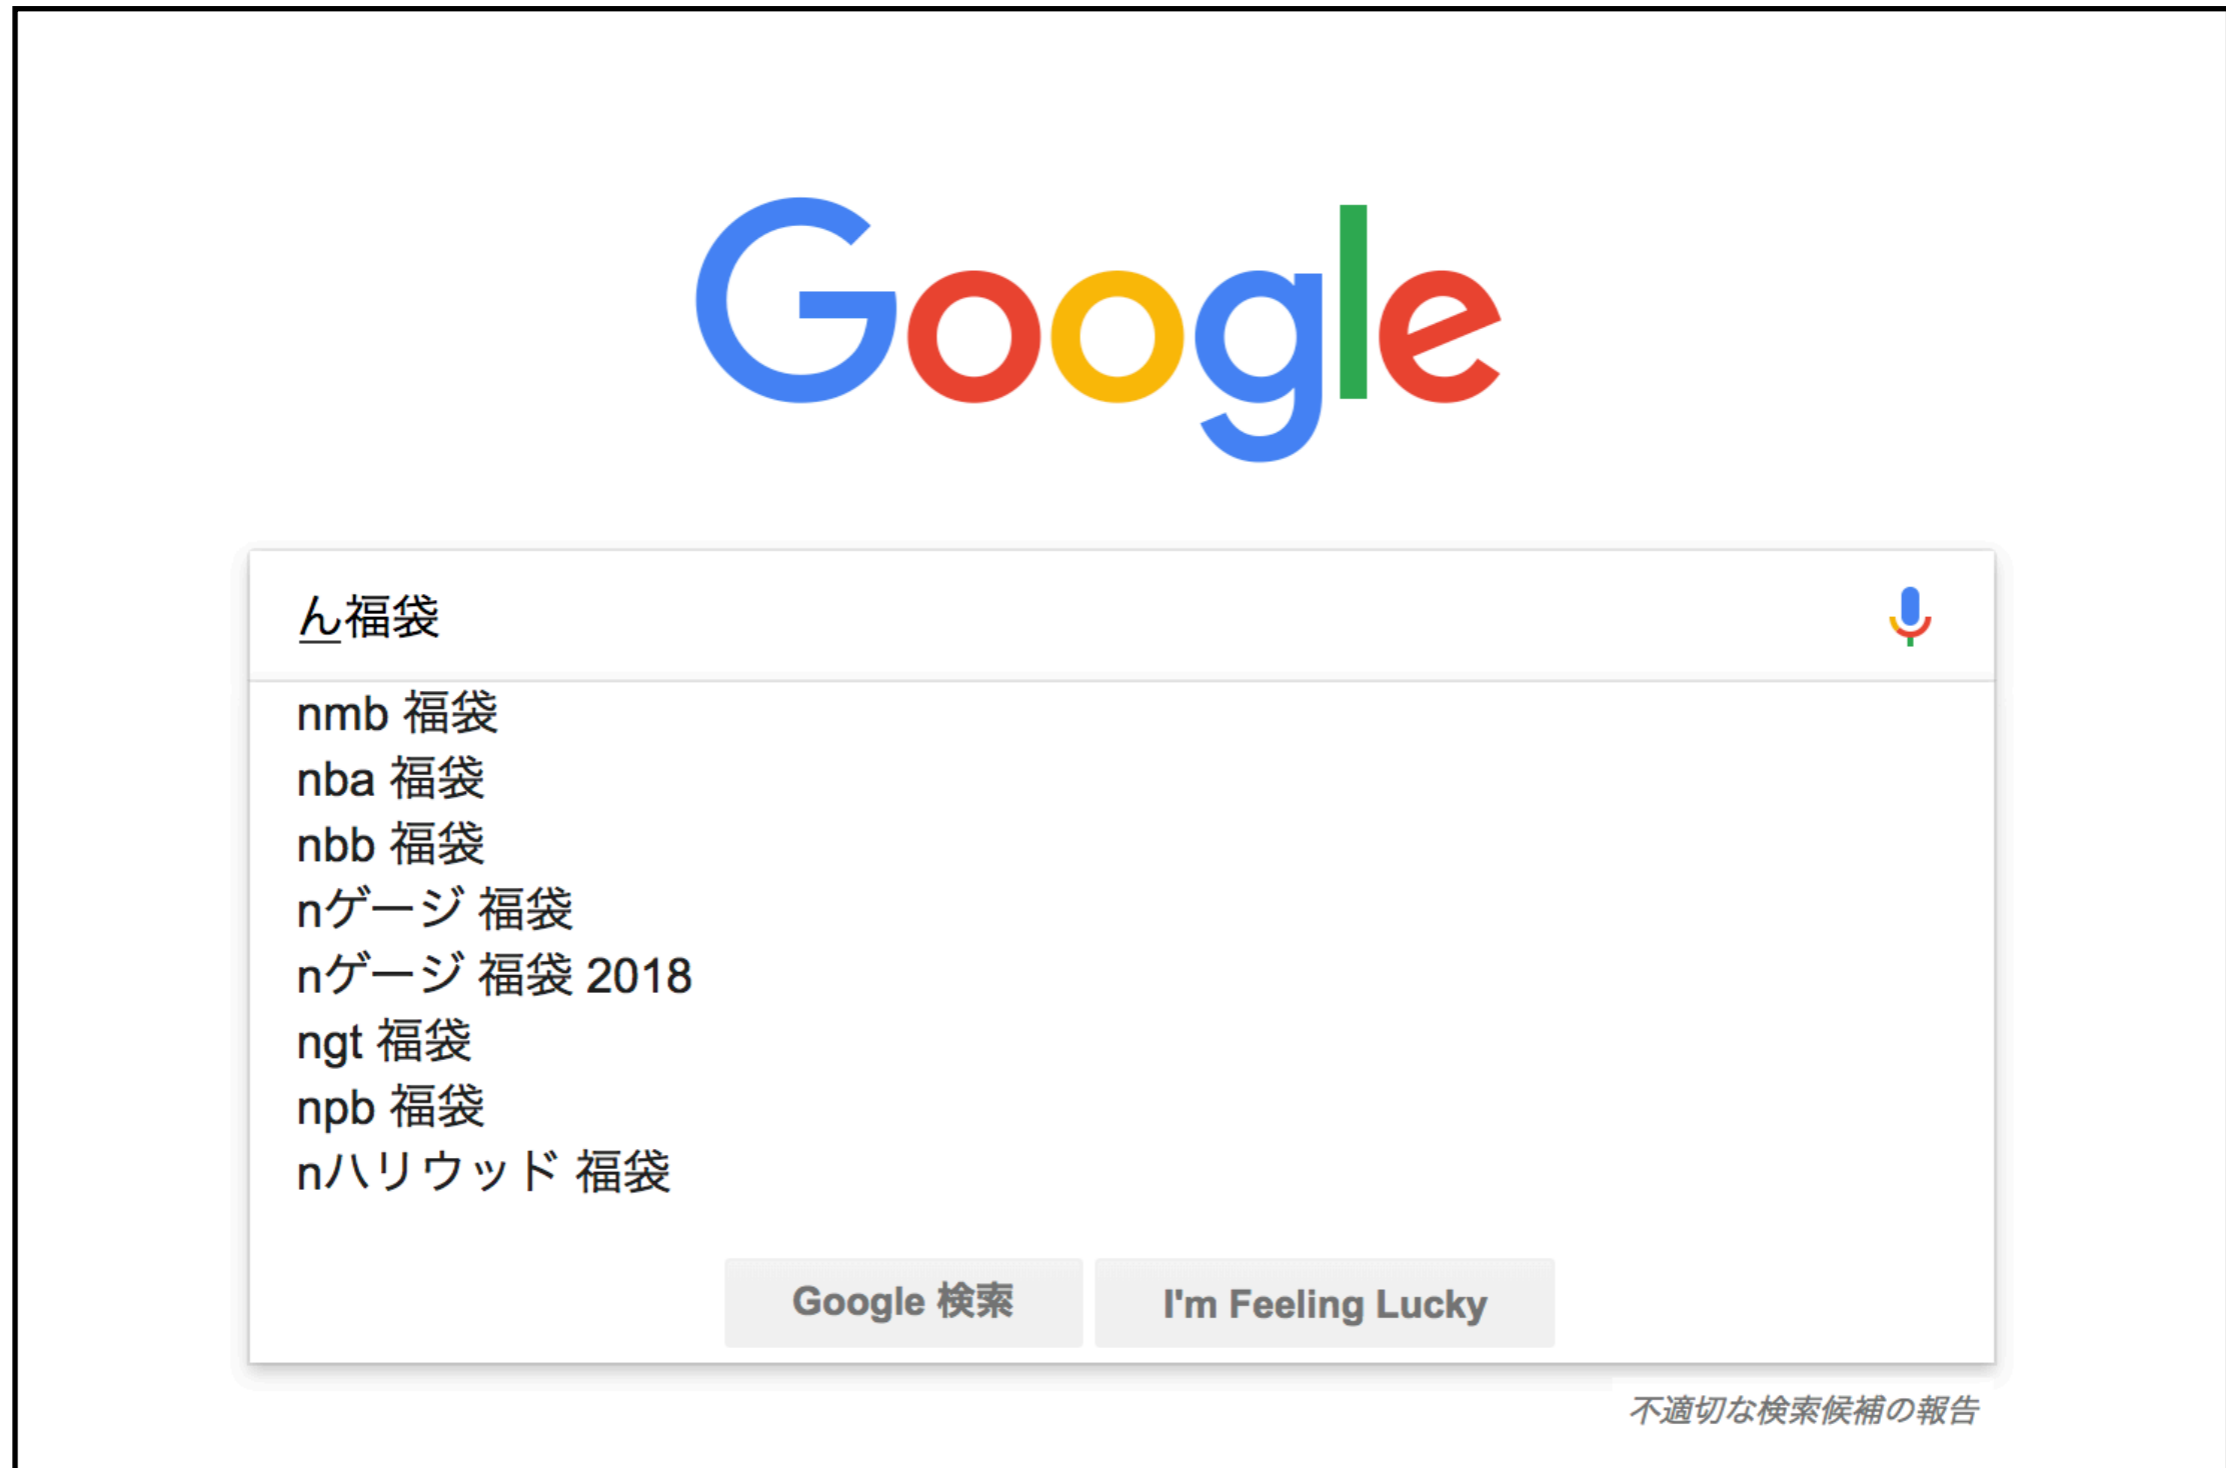 Google
ん福袋
nmb 福袋
nba 福袋
nbb 福袋
nゲージ 福袋
nゲージ 福袋 2018
ngt 福袋
npb 福袋
nハリウッド 福袋
Google 検索 I'm Feeling Lucky
不適切な検索候補の報告